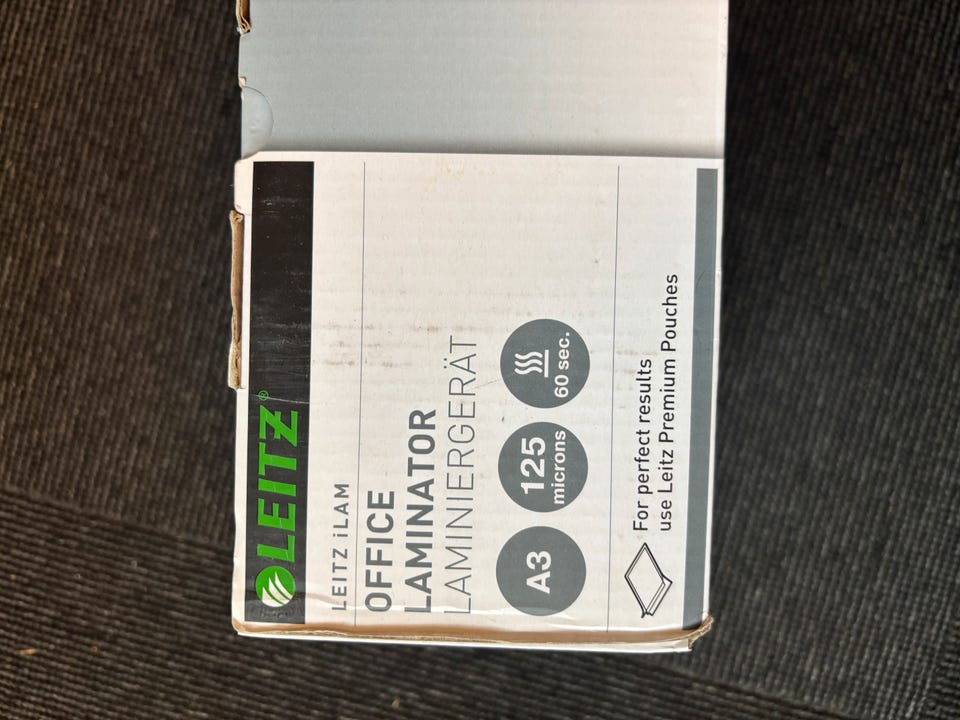 LEITZ®
LEITZ iLAM
OFFICE
LAMINATOR
LAMINIERGERÄT
A3
125
microns
60 sec.
For perfect results
use Leitz Premium Pouches